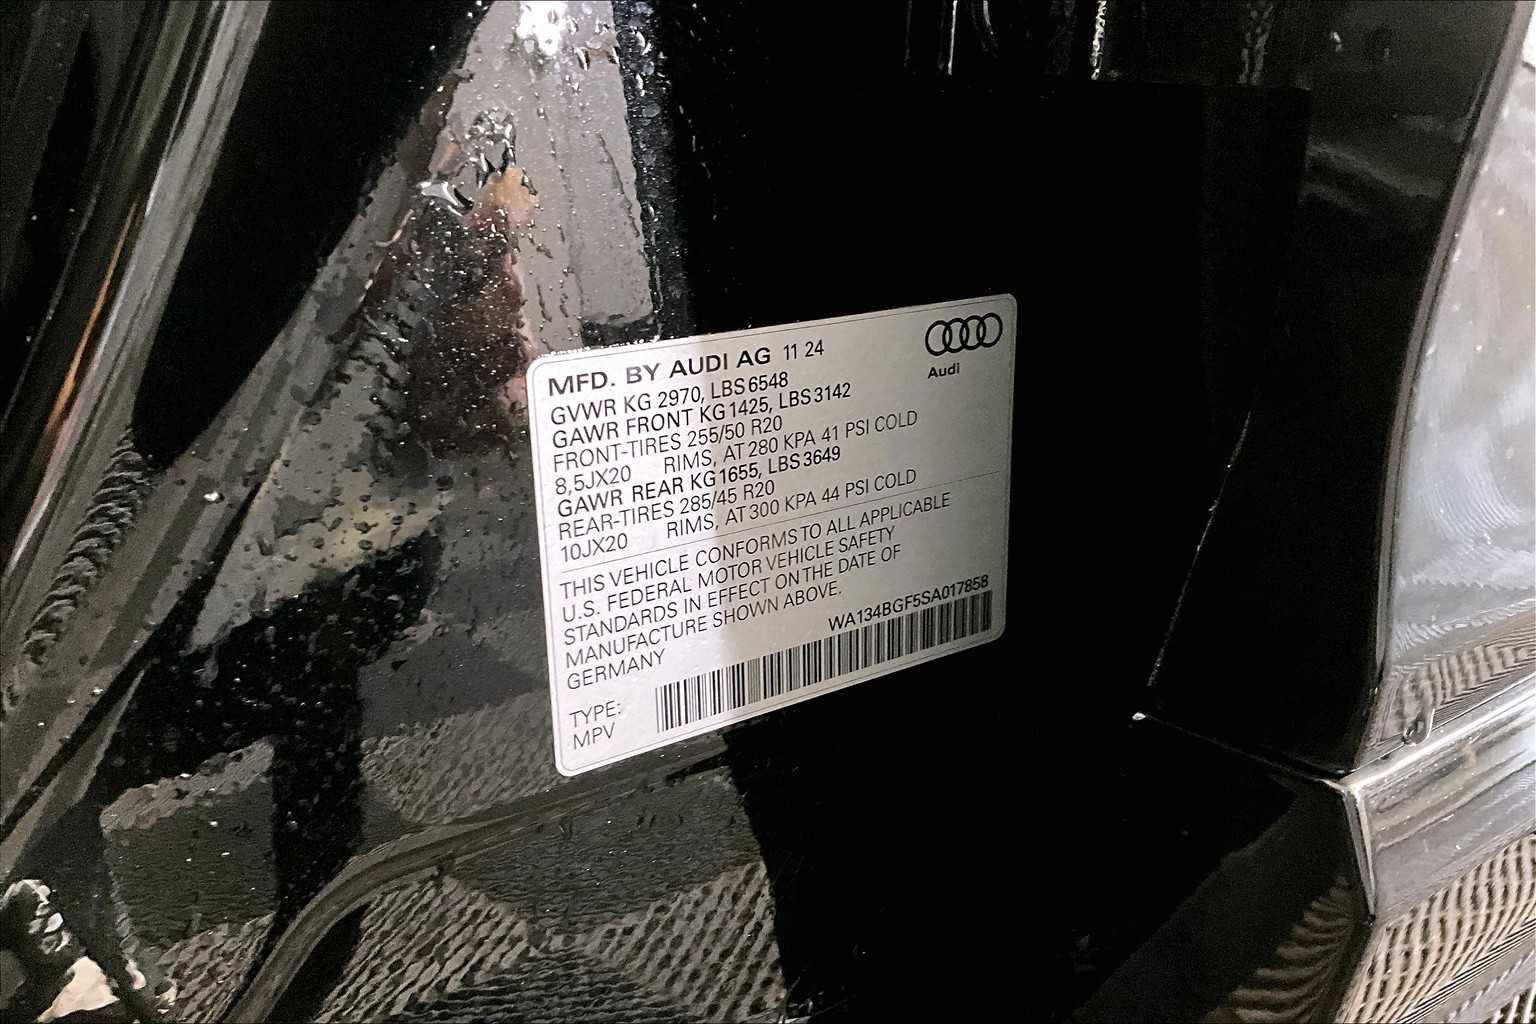 MFD. BY AUDI AG 11 24
Audi
GVWR KG 2970, LBS 6548
GAWR FRONT KG 1425, LBS 3142
FRONT-TIRES 255/50 R20
8,5JX20 RIMS, AT 280 KPA 41 PSI COLD
GAWR REAR KG 1655, LBS 3649
REAR-TIRES 285/45 R20
10JX20 RIMS, AT 300 KPA 44 PSI COLD
THIS VEHICLE CONFORMS TO ALL APPLICABLE
U.S. FEDERAL MOTOR VEHICLE SAFETY
STANDARDS IN EFFECT ON THE DATE OF
MANUFACTURE SHOWN ABOVE.
GERMANY
WA134BGF5SA017858
TYPE:
MPV